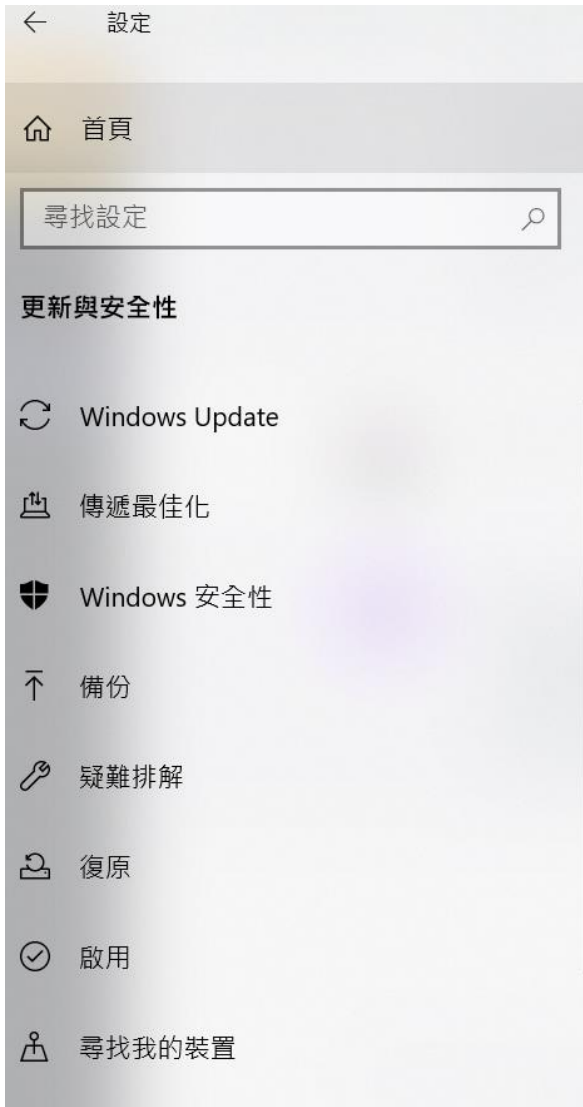 設定
首頁
尋找設定
更新與安全性
Windows Update
傳遞最佳化
Windows 安全性
備份
疑難排解
復原
啟用
尋找我的裝置